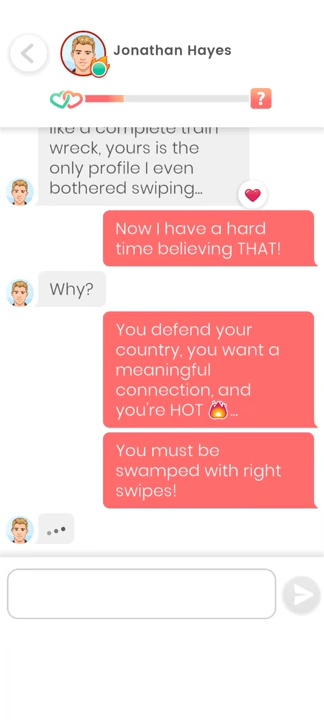 Jonathan Hayes
?
like a complete train
wreck, yours is the
only profile I even
bothered swiping...
Now I have a hard
time believing THAT!
Why?
You defend your
country, you want a
meaningful
connection, and
you're HOT 🔥...
You must be
swamped with right
swipes!